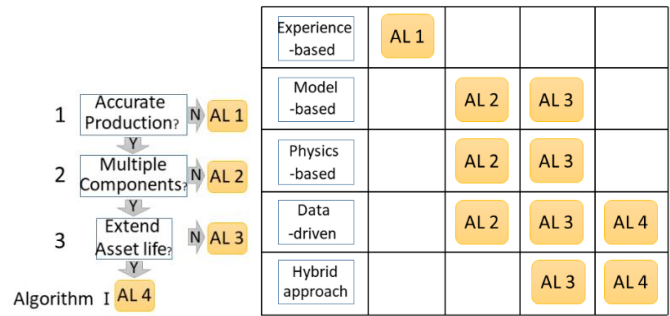 1 Accurate Production? N AL 1
Y
2 Multiple Components? N AL 2
Y
3 Extend Asset life? N AL 3
Y
Algorithm I AL 4
Experience
-based
AL 1
Model
-based
AL 2 AL 3
Physics
-based
AL 2 AL 3
Data
-driven
AL 2 AL 3 AL 4
Hybrid
approach
AL 3 AL 4